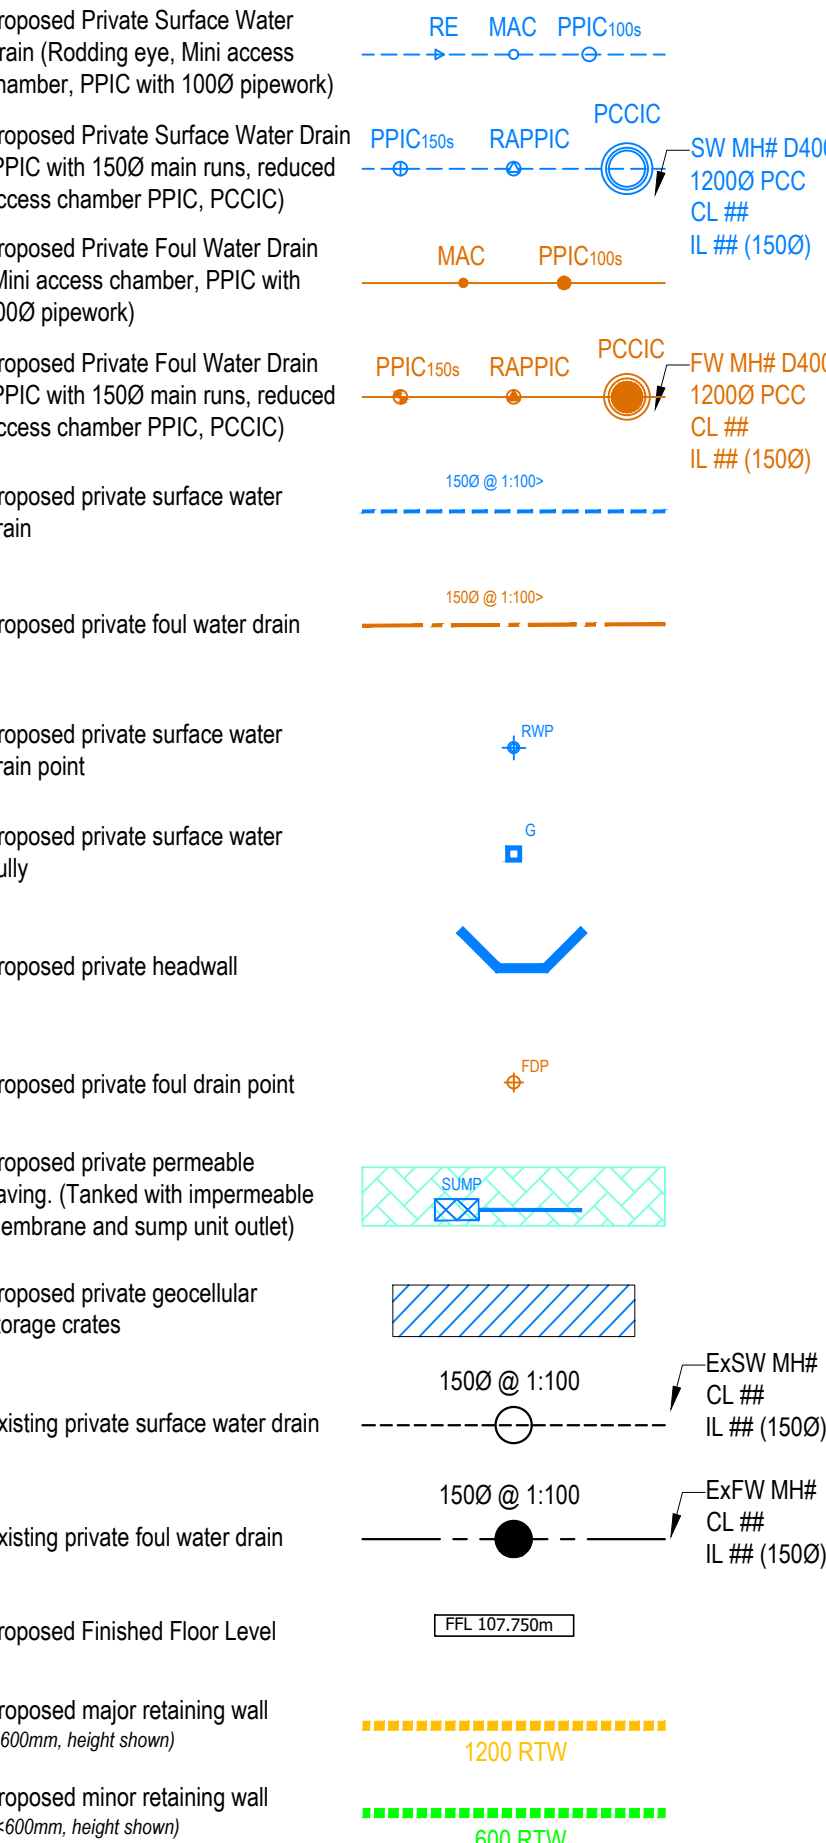 roposed Private Surface Water
rain (Rodding eye, Mini access
hamber, PPIC with 100Ø pipework)
RE MAC PPIC100s
roposed Private Surface Water Drain
PPIC with 150Ø main runs, reduced
ccess chamber PPIC, PCCIC)
PPIC150s RAPPIC PCCIC
SW MH# D400
1200Ø PCC
CL ##
IL ## (150Ø)
roposed Private Foul Water Drain
Mini access chamber, PPIC with
00Ø pipework)
MAC PPIC100s
roposed Private Foul Water Drain
PPIC with 150Ø main runs, reduced
ccess chamber PPIC, PCCIC)
PPIC150s RAPPIC PCCIC
FW MH# D400
1200Ø PCC
CL ##
IL ## (150Ø)
roposed private surface water
rain
150Ø @ 1:100>
roposed private foul water drain
150Ø @ 1:100>
roposed private surface water
rain point
RWP
roposed private surface water
ully
G
roposed private headwall
roposed private foul drain point
FDP
roposed private permeable
aving. (Tanked with impermeable
embrane and sump unit outlet)
SUMP
roposed private geocellular
torage crates
xisting private surface water drain
150Ø @ 1:100
ExSW MH#
CL ##
IL ## (150Ø)
xisting private foul water drain
150Ø @ 1:100
ExFW MH#
CL ##
IL ## (150Ø)
roposed Finished Floor Level
FFL 107.750m
roposed major retaining wall
600mm, height shown)
1200 RTW
roposed minor retaining wall
<600mm, height shown)
600 RTW